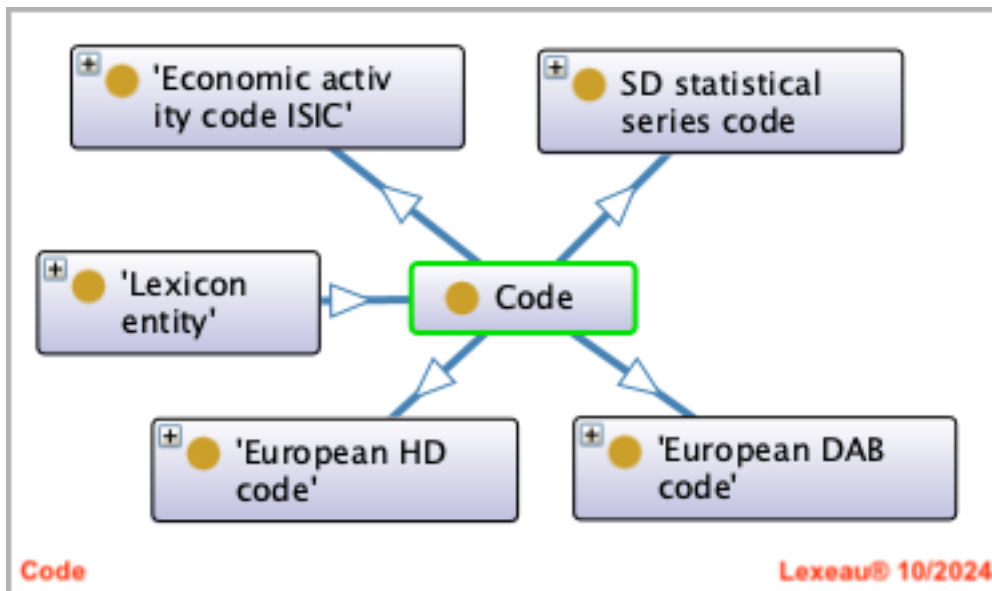 'Economic activ
ity code ISIC'
SD statistical
series code
'Lexicon
entity'
Code
'European HD
code'
'European DAB
code'
Code
Lexeau® 10/2024